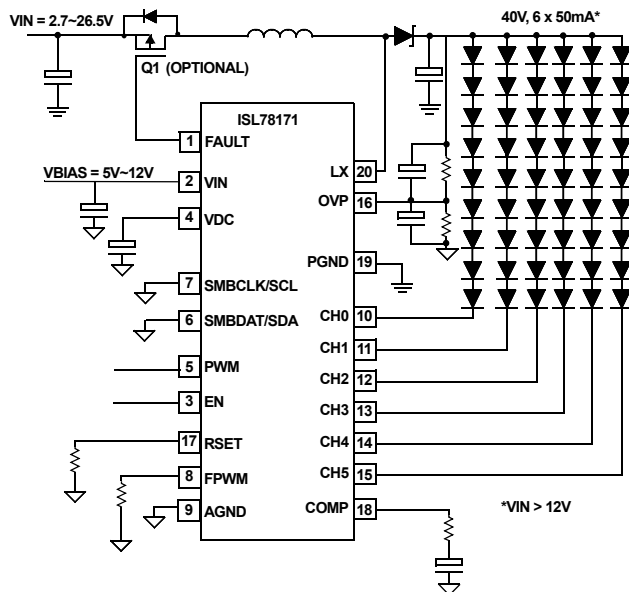 VIN = 2.7~26.5V
40V, 6 x 50mA*
Q1 (OPTIONAL)
ISL78171
1 FAULT
VBIAS = 5V~12V
2 VIN
4 VDC
7 SMBCLK/SCL
6 SMBDAT/SDA
5 PWM
3 EN
17 RSET
8 FPWM
9 AGND
LX 20
OVP 16
PGND 19
CH0 10
CH1 11
CH2 12
CH3 13
CH4 14
CH5 15
COMP 18
*VIN > 12V